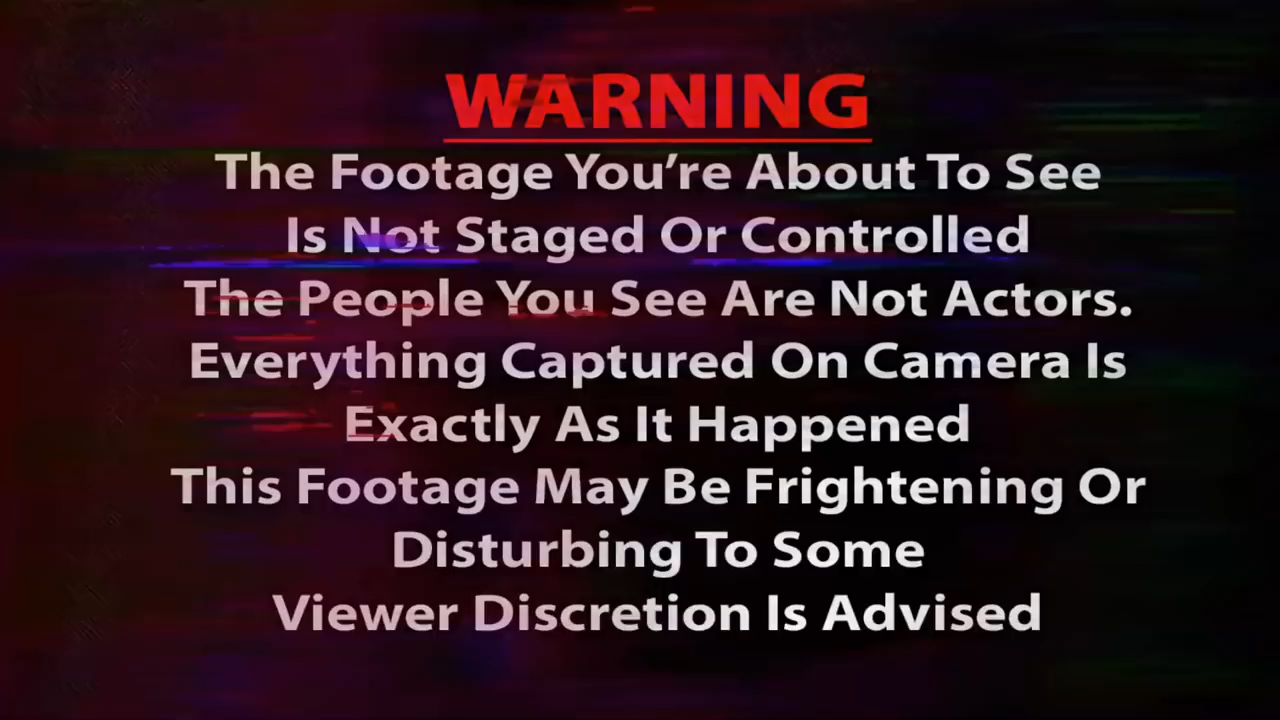 WARNING
The Footage You’re About To See
Is Not Staged Or Controlled
The People You See Are Not Actors.
Everything Captured On Camera Is
Exactly As It Happened
This Footage May Be Frightening Or
Disturbing To Some
Viewer Discretion Is Advised